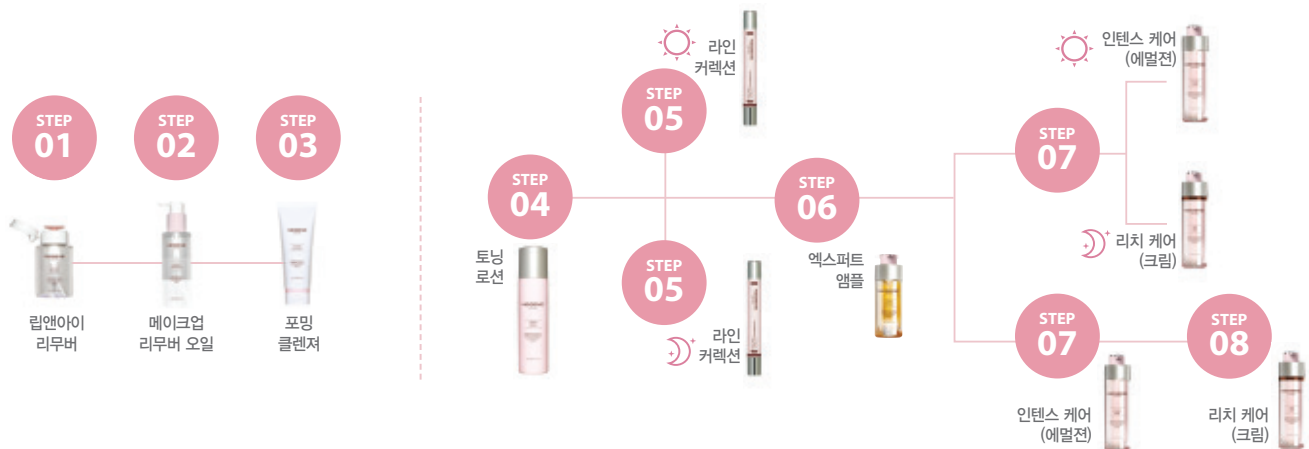 STEP
01
STEP
02
STEP
03
립앤아이
리무버
메이크업
리무버 오일
포밍
클렌져
STEP
04
토닝
로션
라인
커렉션
STEP
05
STEP
05
라인
커렉션
STEP
06
엑스퍼트
앰플
인텐스 케어
(에멀젼)
STEP
07
리치 케어
(크림)
STEP
07
인텐스 케어
(에멀젼)
STEP
08
리치 케어
(크림)